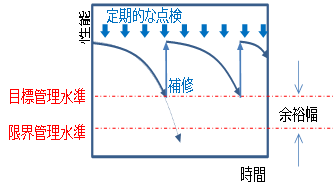 性能
定期的な点検
補修
目標管理水準
余裕幅
限界管理水準
時間